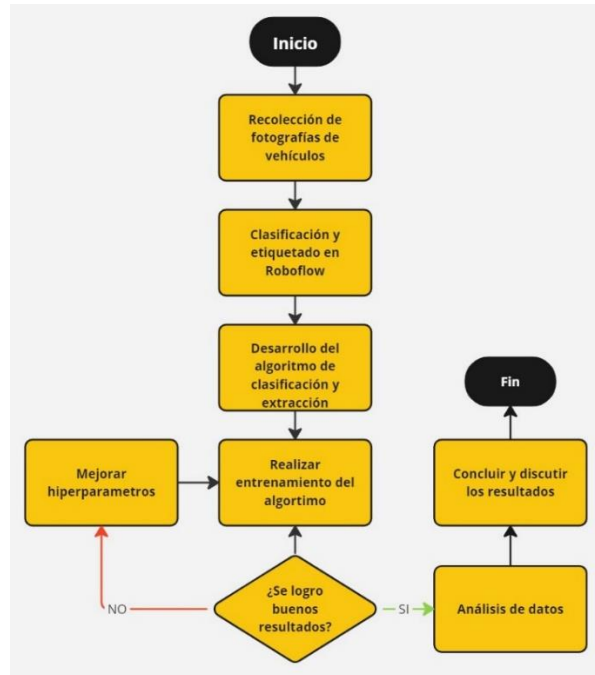 Inicio
Recolección de
fotografías de
vehículos
Clasificación y
etiquetado en
Roboflow
Desarrollo del
algoritmo de
clasificación y
extracción
Fin
Mejorar
hiperparametros
Realizar
entrenamiento del
algortimo
Concluir y discutir
los resultados
NO
¿Se logro
buenos
resultados?
SI
Análisis de datos